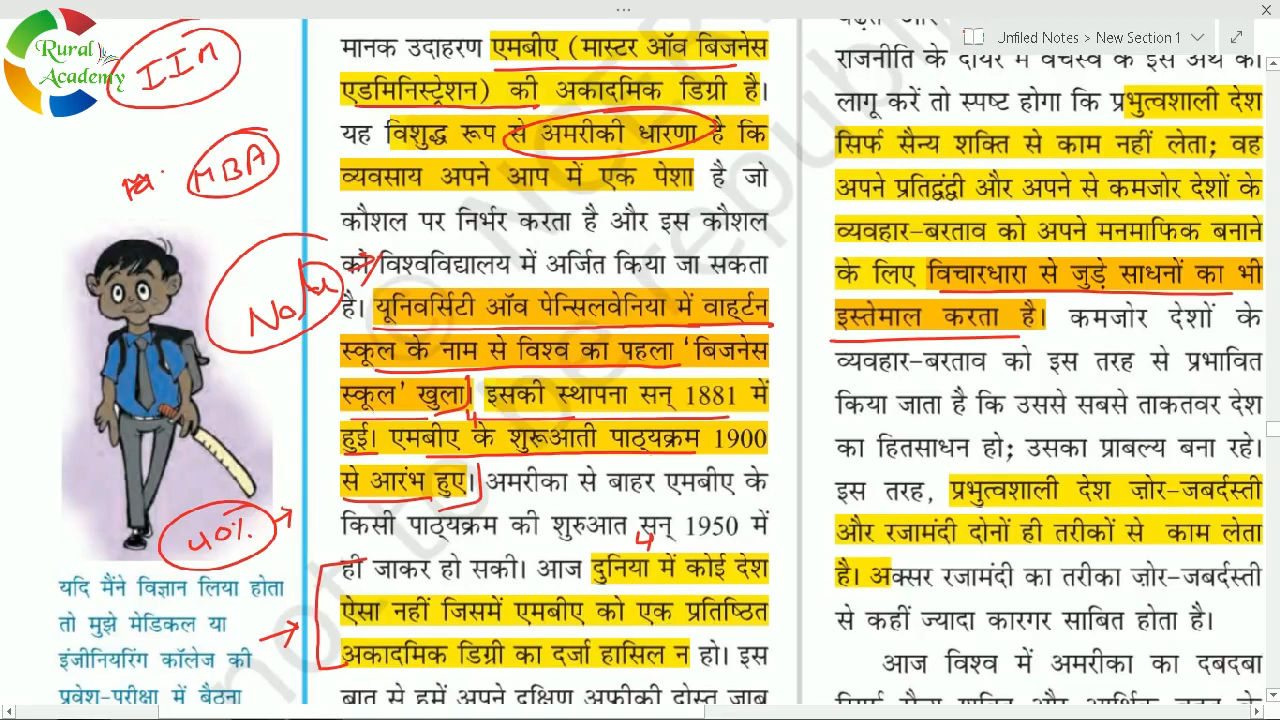 Rural
Academy
IIM
MBA
40%
यदि मैंने विज्ञान लिया होता
तो मुझे मेडिकल या
इंजीनियरिंग कॉलेज की
प्रवेश-परीक्षा में बैठना
मानक उदाहरण एमबीए (मास्टर ऑव बिजनेस
एडमिनिस्ट्रेशन) की अकादमिक डिग्री है।
यह विशुद्ध रूप से अमरीकी धारणा है कि
व्यवसाय अपने आप में एक पेशा है जो
कौशल पर निर्भर करता है और इस कौशल
को विश्वविद्यालय में अर्जित किया जा सकता
है। यूनिवर्सिटी ऑव पेन्सिलवेनिया में वाहर्टन
स्कूल के नाम से विश्व का पहला 'बिजनेस
स्कूल' खुला। इसकी स्थापना सन् 1881 में
हुई। एमबीए के शुरूआती पाठ्यक्रम 1900
से आरंभ हुए। अमरीका से बाहर एमबीए के
किसी पाठ्यक्रम की शुरुआत सन् 1950 में
ही जाकर हो सकी। आज दुनिया में कोई देश
ऐसा नहीं जिसमें एमबीए को एक प्रतिष्ठित
अकादमिक डिग्री का दर्जा हासिल न हो। इस
बात से हमें अपने दक्षिण अफ्रीकी दोस्त जाब
Unfiled Notes > New Section 1
राजनीति के दायरे में वर्चस्व के इस अर्थ को
लागू करें तो स्पष्ट होगा कि प्रभुत्वशाली देश
सिर्फ सैन्य शक्ति से काम नहीं लेता; वह
अपने प्रतिद्वंद्वी और अपने से कमजोर देशों के
व्यवहार-बरताव को अपने मनमाफिक बनाने
के लिए विचारधारा से जुड़े साधनों का भी
इस्तेमाल करता है। कमजोर देशों के
व्यवहार-बरताव को इस तरह से प्रभावित
किया जाता है कि उससे सबसे ताकतवर देश
का हितसाधन हो; उसका प्राबल्य बना रहे।
इस तरह, प्रभुत्वशाली देश ज़ोर-जबर्दस्ती
और रजामंदी दोनों ही तरीकों से काम लेता
है। अक्सर रजामंदी का तरीका ज़ोर-जबर्दस्ती
से कहीं ज्यादा कारगर साबित होता है।
आज विश्व में अमरीका का दबदबा